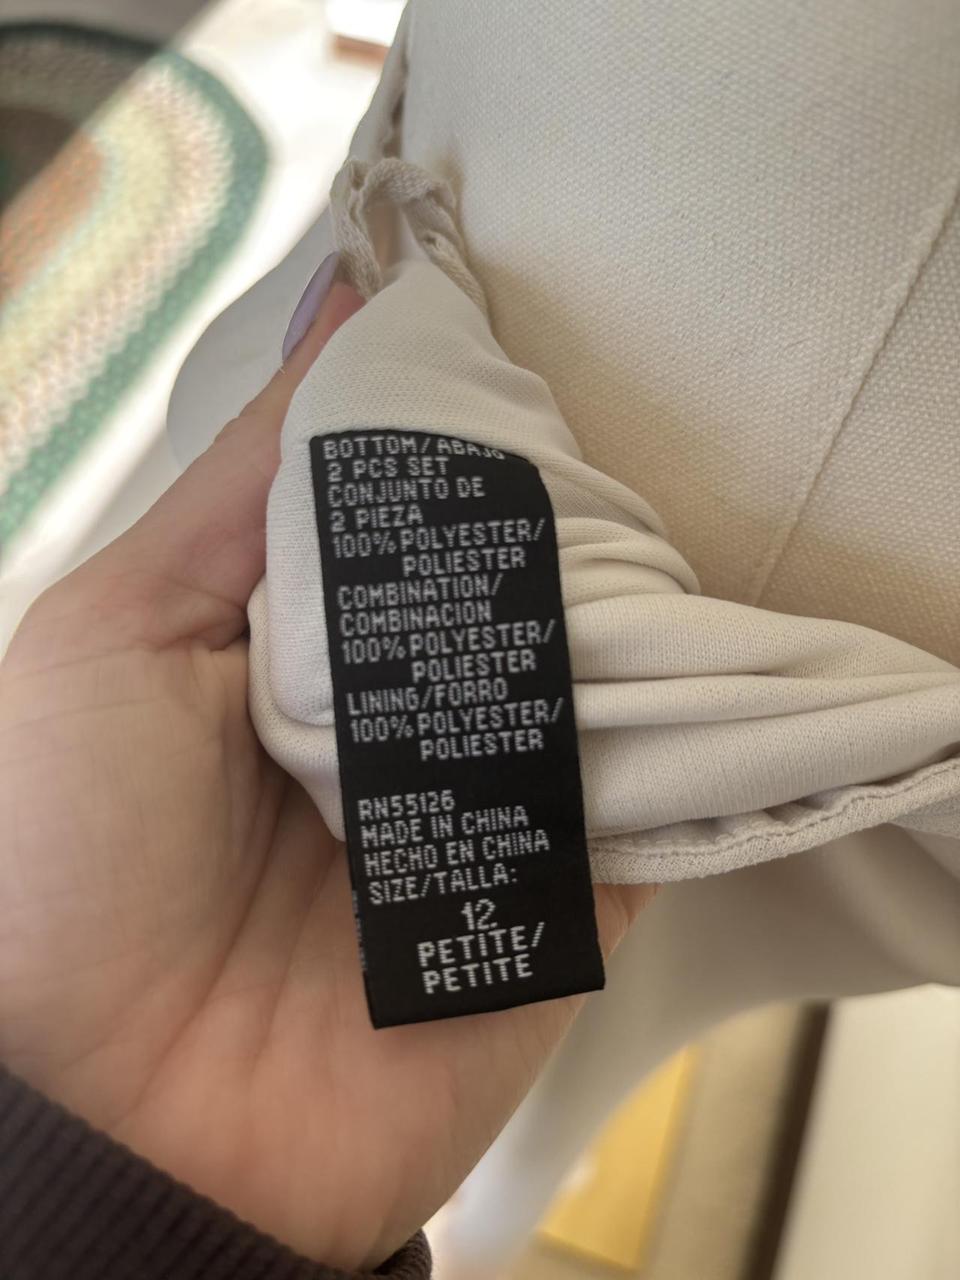 BOTTOM/ABAJO
2 PCS SET
CONJUNTO DE
2 PIEZA
100% POLYESTER/
POLIESTER
COMBINATION/
COMBINACION
100% POLYESTER/
POLIESTER
LINING/FORRO
100% POLYESTER/
POLIESTER
RN55126
MADE IN CHINA
HECHO EN CHINA
SIZE/TALLA:
12
PETITE/
PETITE